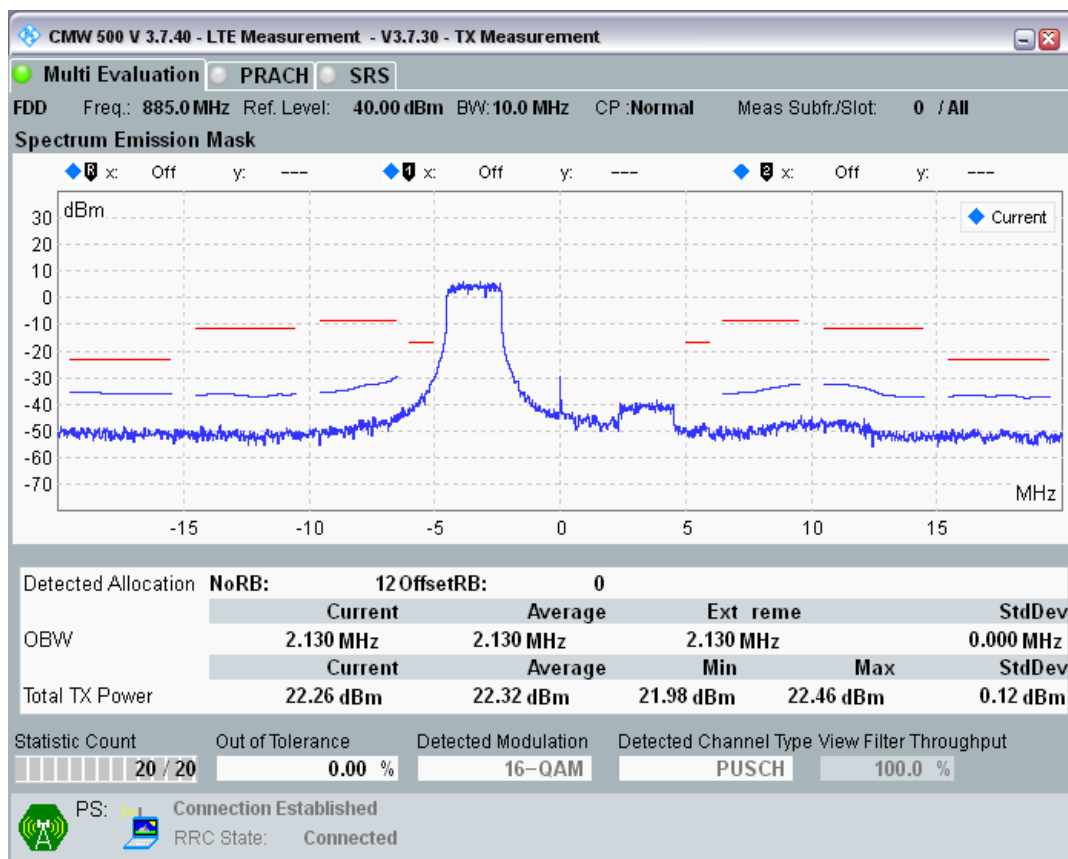 CMW 500 V 3.7.40 - LTE Measurement - V3.7.30 - TX Measurement
Multi Evaluation PRACH SRS
FDD Freq.: 885.0 MHz Ref. Level: 40.00 dBm BW: 10.0 MHz CP :Normal Meas Subfr./Slot: 0 / All
Spectrum Emission Mask
R x: Off y: --- 1 x: Off y: --- 2 x: Off y: ---
dBm
Current
30
20
10
0
-10
-20
-30
-40
-50
-60
-70
MHz
-15 -10 -5 0 5 10 15
Detected Allocation NoRB: 12 OffsetRB: 0
Current Average Ext reme StdDev
OBW 2.130 MHz 2.130 MHz 2.130 MHz 0.000 MHz
Current Average Min Max StdDev
Total TX Power 22.26 dBm 22.32 dBm 21.98 dBm 22.46 dBm 0.12 dBm
Statistic Count Out of Tolerance Detected Modulation Detected Channel Type View Filter Throughput
20 / 20 0.00 % 16-QAM PUSCH 100.0 %
PS: Connection Established
RRC State: Connected